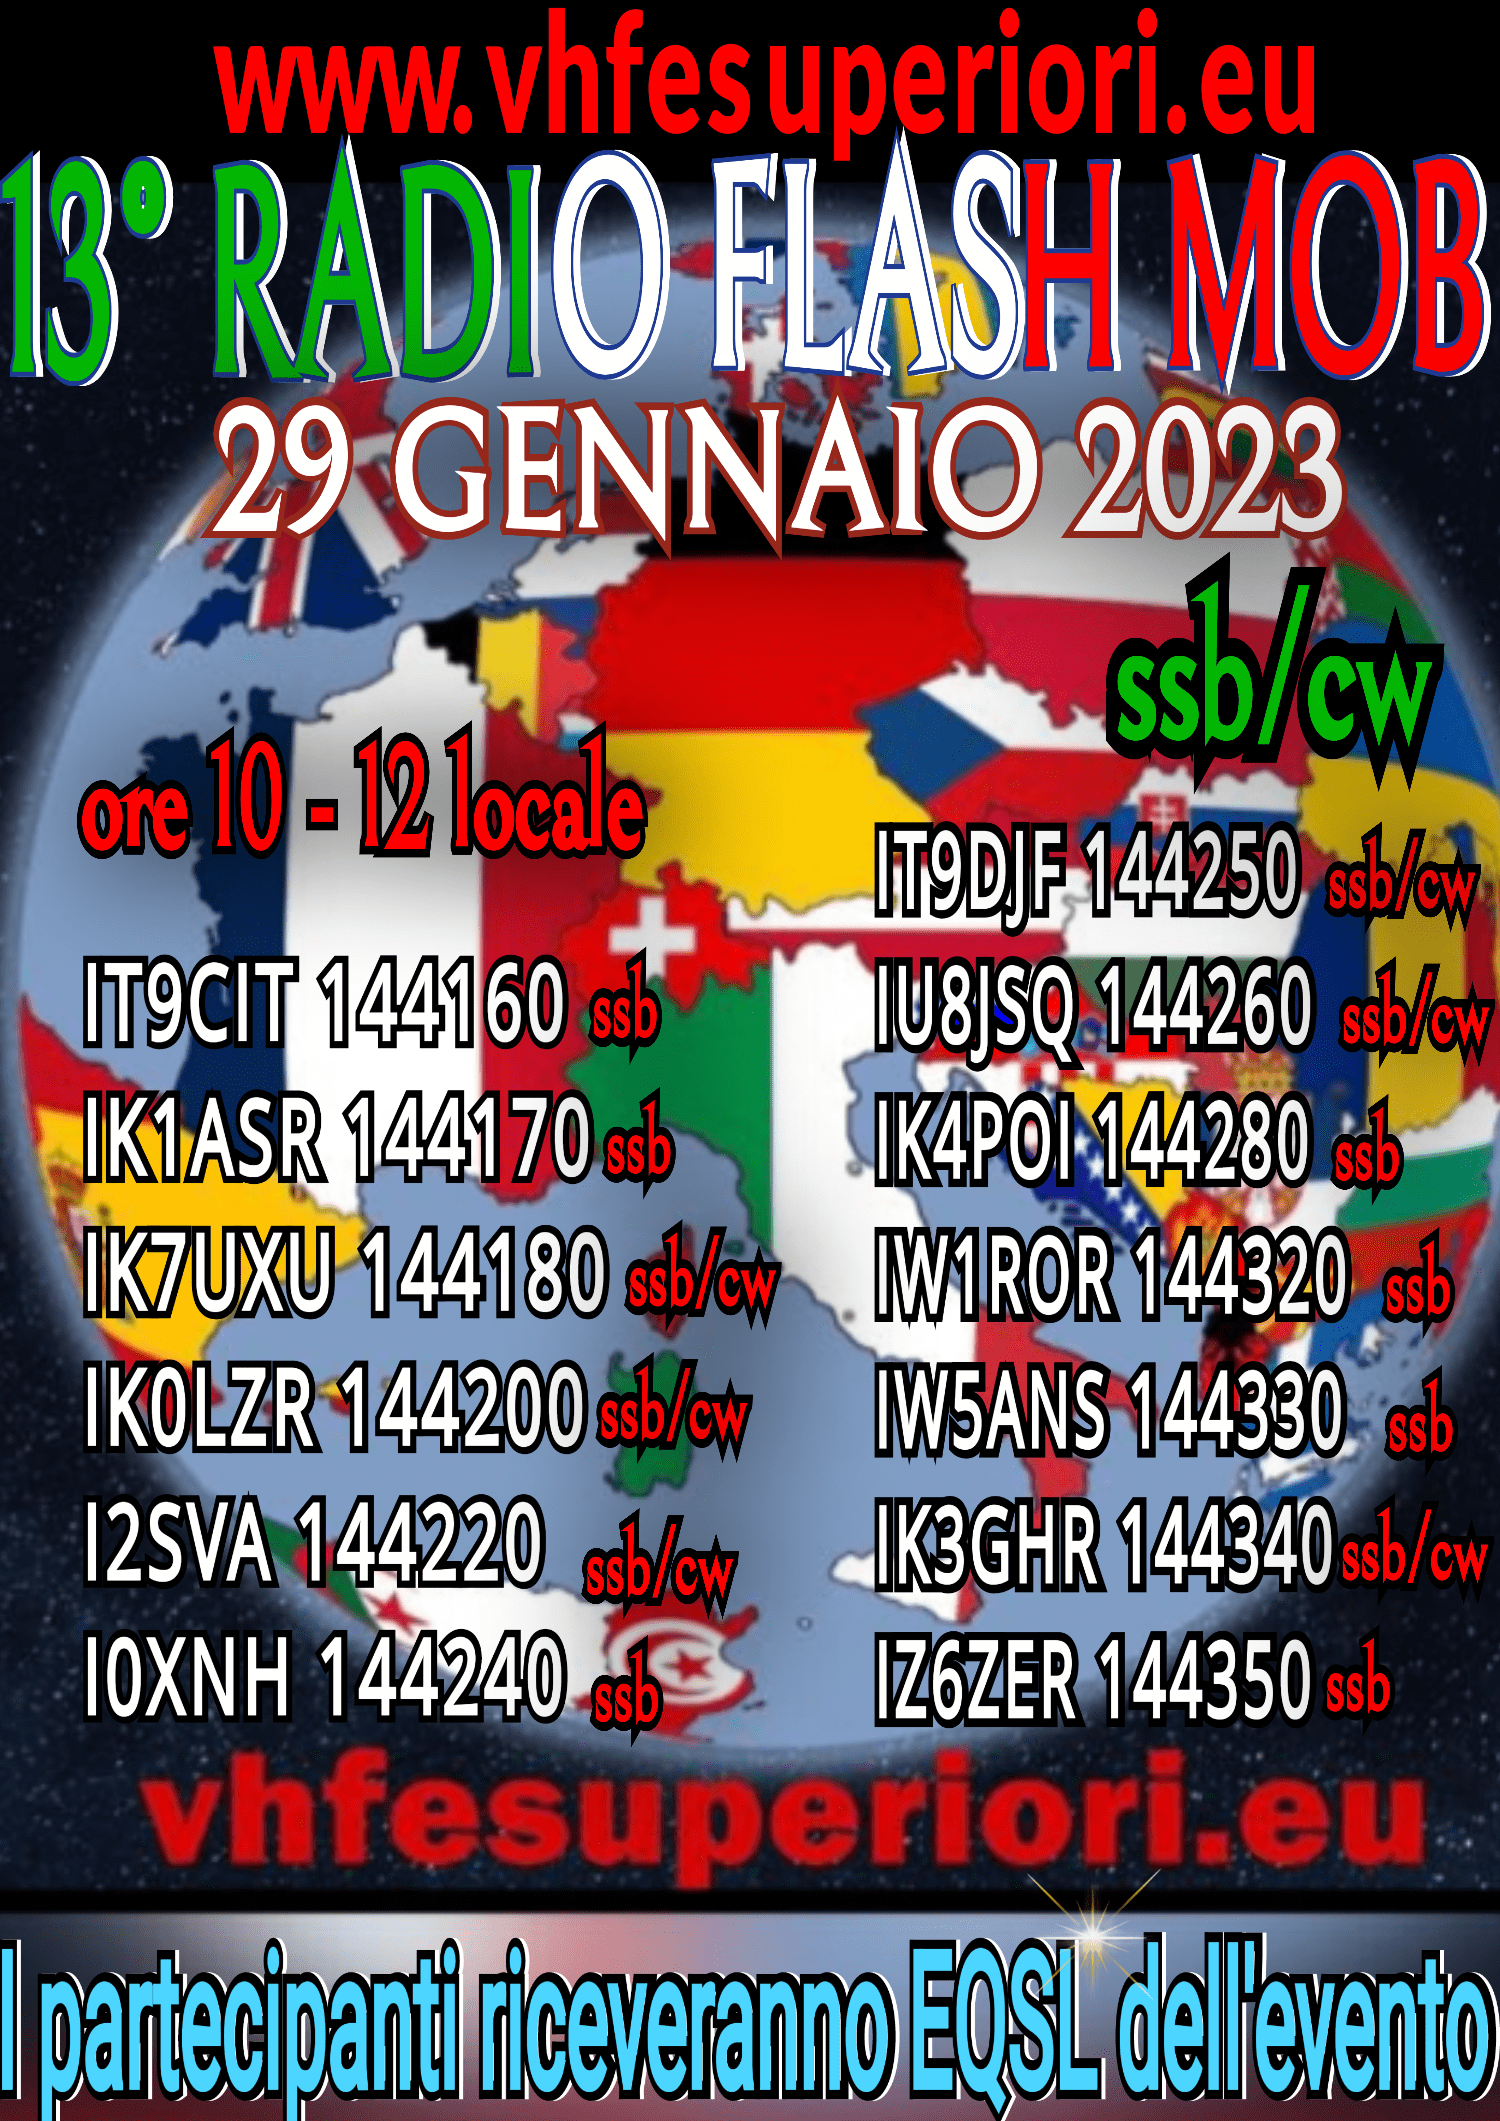 www.vhfesuperiori.eu
13° RADIO FLASH MOB
29 GENNAIO 2023
ssb/cw
ore 10 - 12 locale
IT9CIT 144160 ssb
IK1ASR 144170 ssb
IK7UXU 144180 ssb/cw
IK0LZR 144200 ssb/cw
I2SVA 144220 ssb/cw
I0XNH 144240 ssb
IT9DJF 144250 ssb/cw
IU8JSQ 144260 ssb/cw
IK4POI 144280 ssb
IW1ROR 144320 ssb
IW5ANS 144330 ssb
IK3GHR 144340 ssb/cw
IZ6ZER 144350 ssb
vhfesuperiori.eu
I partecipanti riceveranno EQSL dell'evento